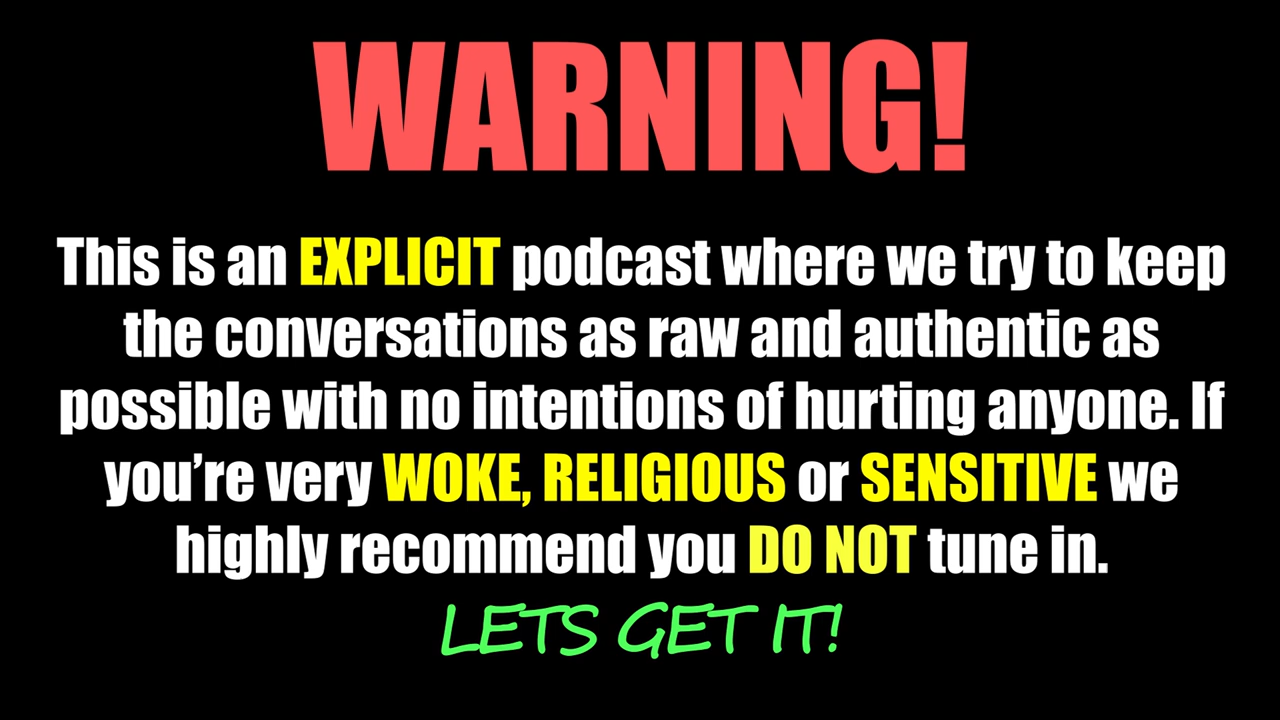 WARNING!
This is an EXPLICIT podcast where we try to keep
the conversations as raw and authentic as
possible with no intentions of hurting anyone. If
you’re very WOKE, RELIGIOUS or SENSITIVE we
highly recommend you DO NOT tune in.
LETS GET IT!